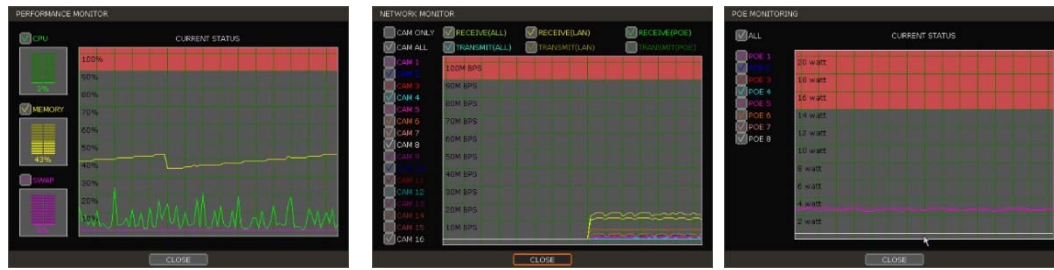 PERFORMANCE MONITOR
CPU
CURRENT STATUS
100%
90%
80%
70%
60%
50%
40%
30%
20%
10%
3%
MEMORY
43%
SWAP
CLOSE
NETWORK MONITOR
CAM ONLY
RECEIVE(ALL)
RECEIVE(LAN)
RECEIVE(POE)
CAM ALL
TRANSMIT(ALL)
TRANSMIT(LAN)
TRANSMIT(POE)
CAM 1
CAM 3
CAM 4
CAM 5
CAM 6
CAM 7
CAM 8
CAM 9
CAM 11
CAM 12
CAM 13
CAM 14
CAM 15
CAM 16
100M BPS
90M BPS
80M BPS
70M BPS
60M BPS
50M BPS
40M BPS
30M BPS
20M BPS
10M BPS
CLOSE
POE MONITORING
ALL
CURRENT STATUS
POE 1
POE 3
POE 4
POE 5
POE 6
POE 7
POE 8
20 watt
18 watt
16 watt
14 watt
12 watt
10 watt
8 watt
6 watt
4 watt
2 watt
CLOSE